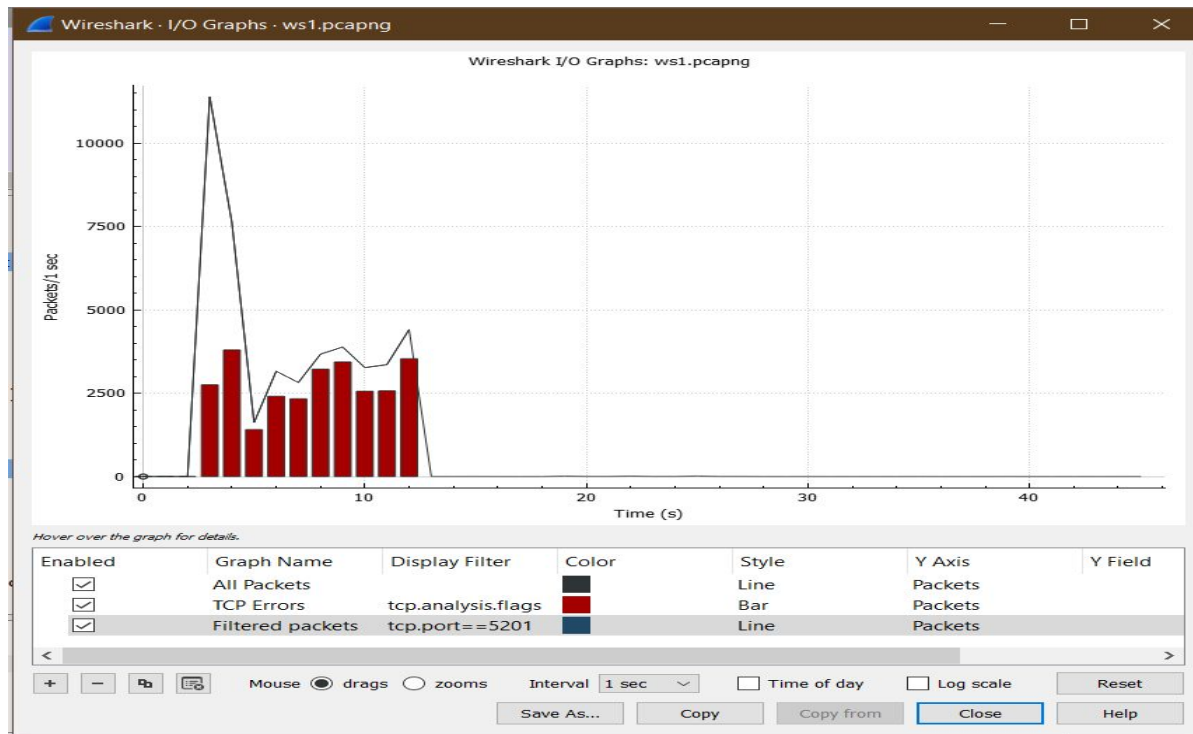 Wireshark · I/O Graphs · ws1.pcapng
Wireshark I/O Graphs: ws1.pcapng
10000
7500
5000
2500
0
Packets/1 sec
0 10 20 30 40
Time (s)
Hover over the graph for details.
Enabled Graph Name Display Filter Color Style Y Axis Y Field
All Packets Line Packets
TCP Errors tcp.analysis.flags Bar Packets
Filtered packets tcp.port==5201 Line Packets
Mouse drags zooms Interval 1 sec Time of day Log scale Reset
Save As... Copy Copy from Close Help